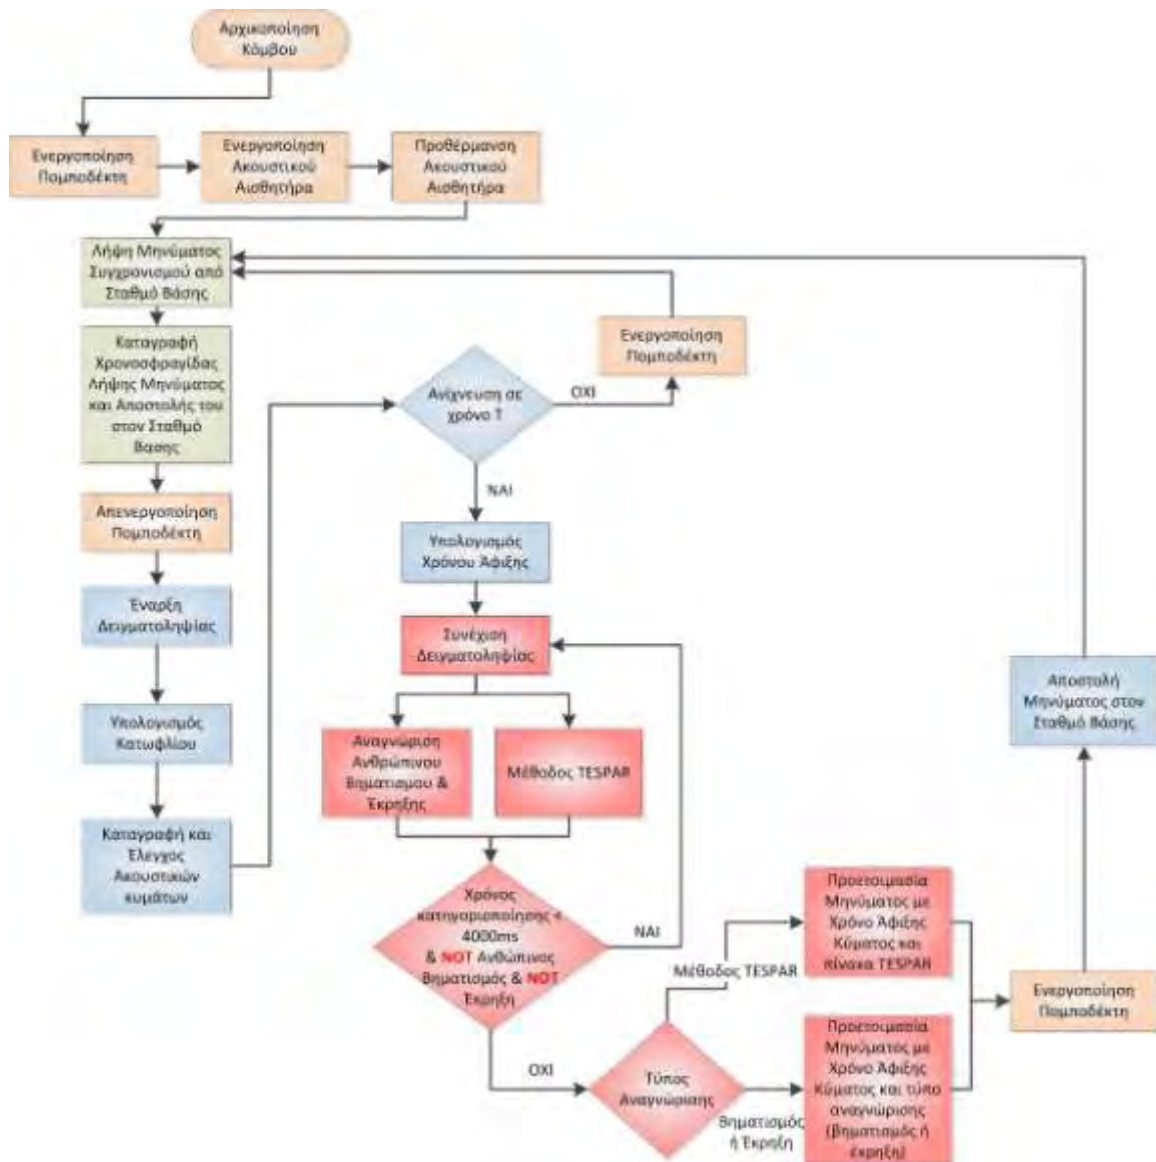 Αρχικοποίηση
Κόμβου
Ενεργοποίηση
Πομποδέκτη
Ενεργοποίηση
Ακουστικού
Αισθητήρα
Προθέρμανση
Ακουστικού
Αισθητήρα
Λήψη Μηνύματος
Συγχρονισμού από
Σταθμό Βάσης
Καταγραφή
Χρονοσφραγίδας
Λήψης Μηνύματος
και Αποστολής του
στον Σταθμό
Βασης
Απενεργοποίηση
Πομποδέκτη
Έναρξη
Δειγματοληψίας
Υπολογισμός
Κατωφλίου
Καταγραφή και
Έλεγχος
Ακουστικών
κυμάτων
Ανίχνευση σε
χρόνο Τ
ΟΧΙ
Ενεργοποίηση
Πομποδέκτη
ΝΑΙ
Υπολογισμός
Χρόνου Άφιξης
Συνέχιση
Δειγματοληψίας
Αναγνώριση
Ανθρώπινου
Βηματισμου &
Έκρηξης
Μέθοδος TESPAR
Χρόνος
κατηγοριοποίησης <
4000ms
& NOT Ανθώπινος
Βηματισμός & NOT
Έκρηξη
ΝΑΙ
ΟΧΙ
Τύπος
Αναγνώρισης
Μέθοδος TESPAR
Βηματισμός
ή Έκρηξη
Προετοιμασία
Μηνύματος με
Χρόνο Άφιξης
Κύματος και
πίνακα TESPAR
Προετοιμασία
Μηνύματος με
Χρόνο Άφιξης
Κύματος και τύπο
αναγνώρισης
(βηματισμός ή
έκρηξη)
Ενεργοποίηση
Πομποδέκτη
Αποστολή
Μηνύματος στον
Σταθμό Βάσης